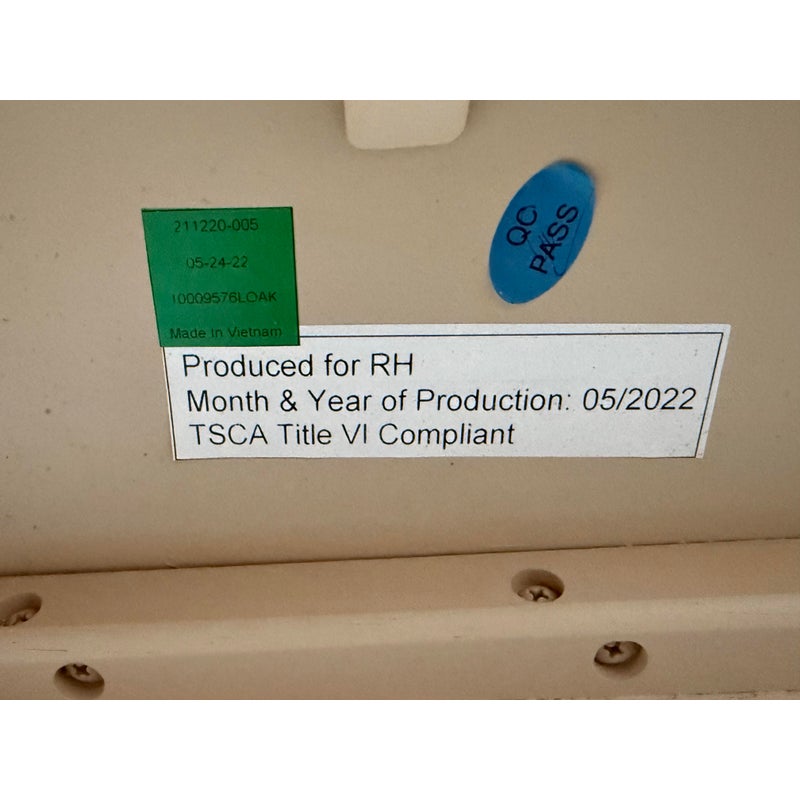 211220-005
05-24-22
10009576LOAK
Made In Vietnam
QC
PASS
Produced for RH
Month & Year of Production: 05/2022
TSCA Title VI Compliant